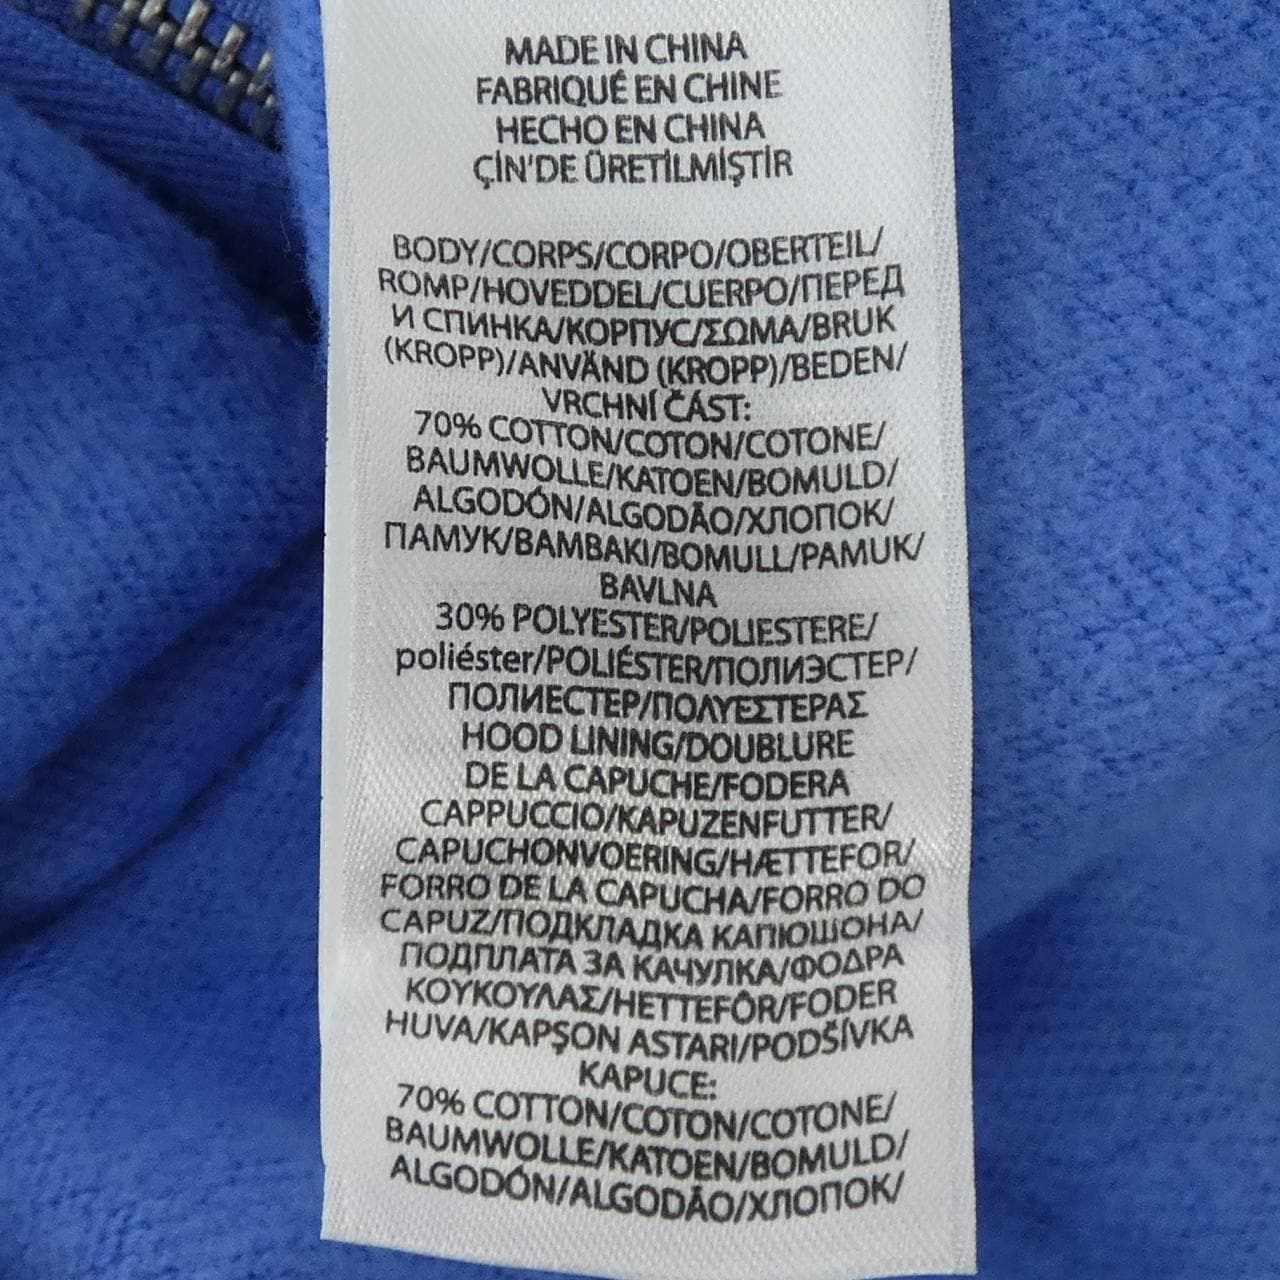 MADE IN CHINA
FABRIQUÉ EN CHINE
HECHO EN CHINA
ÇİN'DE ÜRETİLMİŞTİR
BODY/CORPS/CORPO/OBERTEIL/
ROMP/HOVEDDEL/CUERPO/ПЕРЕД
И СПИНКА/КОРПУС/ΣΩΜΑ/BRUK
(KROPP)/ANVÄND (KROPP)/BEDEN/
VRCHNÍ ČÁST:
70% COTTON/COTON/COTONE/
BAUMWOLLE/KATOEN/BOMULD/
ALGODÓN/ALGODÃO/ХЛОПОК/
ПАМУК/BAMBAKI/BOMULL/PAMUK/
BAVLNA
30% POLYESTER/POLIESTERE/
poliéster/POLIÉSTER/ПОЛИЭСТЕР/
ПОЛИЕСТЕР/ΠΟΛΥΕΣΤΕΡΑΣ
HOOD LINING/DOUBLURE
DE LA CAPUCHE/FODERA
CAPPUCCIO/KAPUZENFUTTER/
CAPUCHONVOERING/HÆTTEFOR/
FORRO DE LA CAPUCHA/FORRO DO
CAPUZ/ПОДКЛАДКА КАПЮШОНА/
ПОДПЛАТА ЗА КАЧУЛКА/ΦΟΔΡΑ
ΚΟΥΚΟΥΛΑΣ/HETTEFÔR/FODER
HUVA/KAPŞON ASTARI/PODŠÍVKA
KAPUCE:
70% COTTON/COTON/COTONE/
BAUMWOLLE/KATOEN/BOMULD/
ALGODÓN/ALGODÃO/ХЛОПОК/